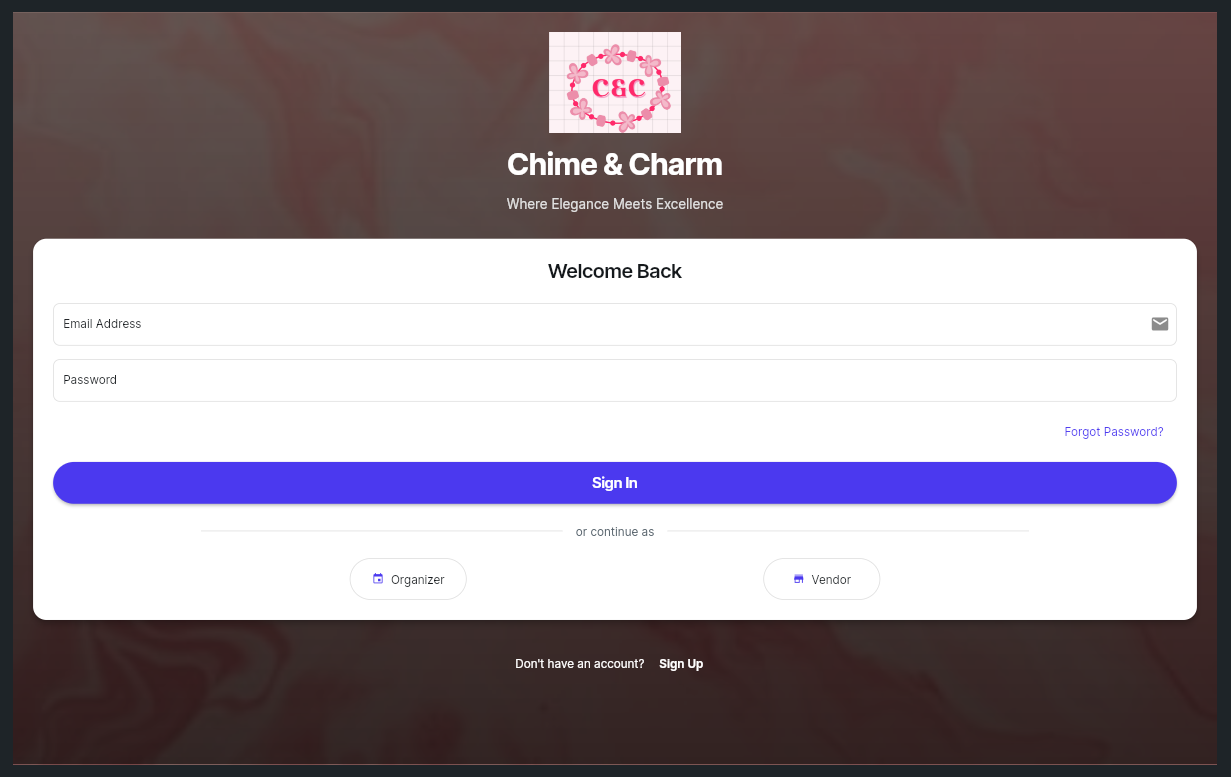 C&C
Chime & Charm
Where Elegance Meets Excellence
Welcome Back
Email Address
Password
Forgot Password?
Sign In
or continue as
Organizer
Vendor
Don't have an account? Sign Up